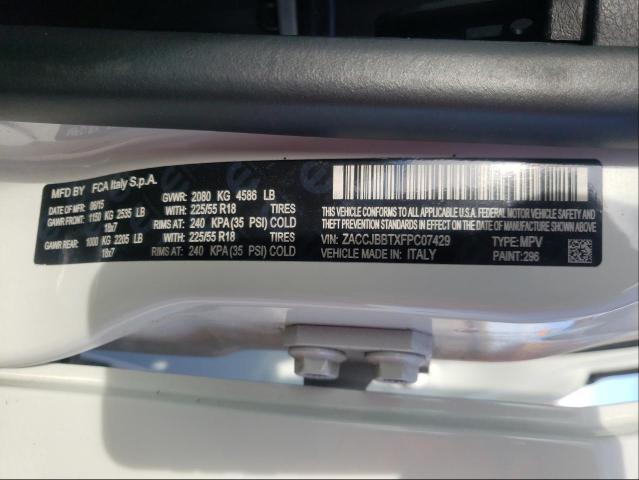 MFD BY FCA Italy S.p.A.
DATE OF MFR 08/15 GVWR: 2080 KG 4586 LB
GAWR FRONT: 1150 KG 2535 LB WITH 225/55 R18 TIRES
18x7 RIMS AT: 240 KPA (35 PSI) COLD
GAWR REAR: 1000 KG 2205 LB WITH 225/55 R18 TIRES
18x7 RIMS AT: 240 KPA (35 PSI) COLD
THIS VEHICLE CONFORMS TO ALL APPLICABLE U.S.A. FEDERAL MOTOR VEHICLE SAFETY, BUMPER, AND
THEFT PREVENTION STANDARDS IN EFFECT ON THE DATE OF MANUFACTURE SHOWN ABOVE.
VIN: ZACCJBBTXFPC07429 TYPE: MPV
VEHICLE MADE IN: ITALY PAINT: 296